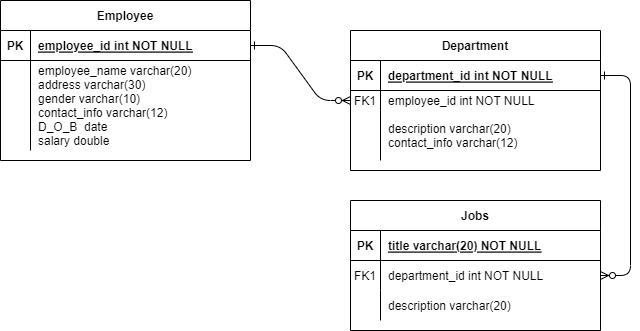 Employee
PK employee_id int NOT NULL
employee_name varchar(20)
address varchar(30)
gender varchar(10)
contact_info varchar(12)
D_O_B date
salary double
Department
PK department_id int NOT NULL
FK1 employee_id int NOT NULL
description varchar(20)
contact_info varchar(12)
Jobs
PK title varchar(20) NOT NULL
FK1 department_id int NOT NULL
description varchar(20)